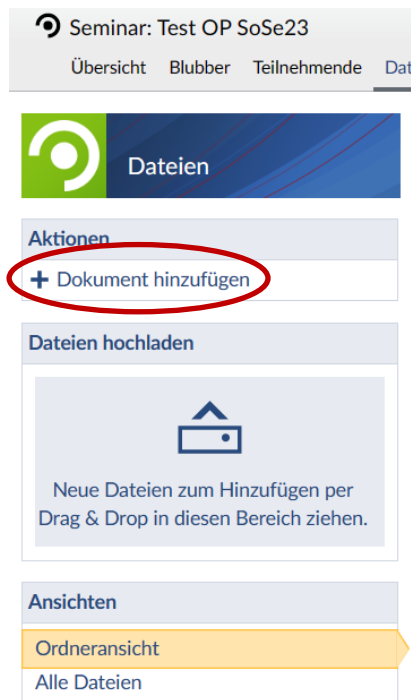 Seminar: Test OP SoSe23
Übersicht Blubber Teilnehmende Dat
Dateien
Aktionen
+ Dokument hinzufügen
Dateien hochladen
Neue Dateien zum Hinzufügen per
Drag & Drop in diesen Bereich ziehen.
Ansichten
Ordneransicht
Alle Dateien